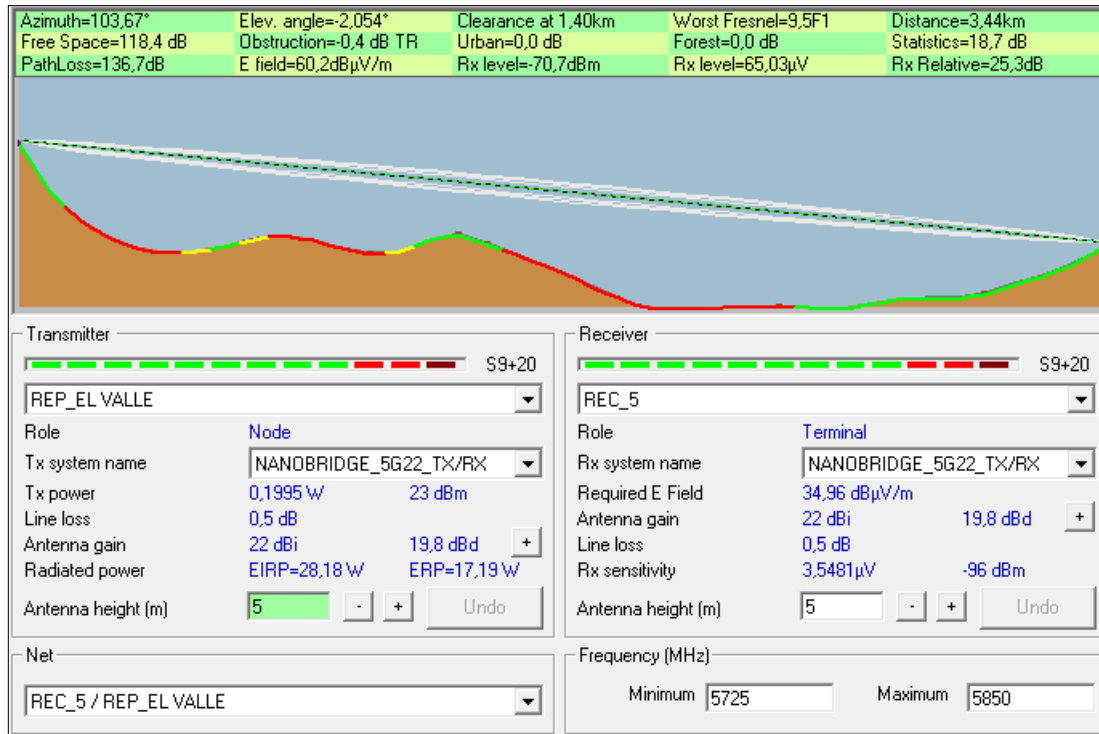 Azimuth=103,67° Elev. angle=-2,054° Clearance at 1,40km Worst Fresnel=9,5F1 Distance=3,44km
Free Space=118,4 dB Obstruction=-0,4 dB TR Urban=0,0 dB Forest=0,0 dB Statistics=18,7 dB
PathLoss=136,7dB E field=60,2dBµV/m Rx level=-70,7dBm Rx level=65,03µV Rx Relative=25,3dB
Transmitter
S9+20
REP_EL VALLE
Role Node
Tx system name NANOBRIDGE_5G22_TX/RX
Tx power 0,1995 W 23 dBm
Line loss 0,5 dB
Antenna gain 22 dBi 19,8 dBd +
Radiated power EIRP=28,18 W ERP=17,19 W
Antenna height (m) 5 - + Undo
Receiver
S9+20
REC_5
Role Terminal
Rx system name NANOBRIDGE_5G22_TX/RX
Required E Field 34,96 dBµV/m
Antenna gain 22 dBi 19,8 dBd +
Line loss 0,5 dB
Rx sensitivity 3,5481µV -96 dBm
Antenna height (m) 5 - + Undo
Net
REC_5 / REP_EL VALLE
Frequency (MHz)
Minimum 5725 Maximum 5850